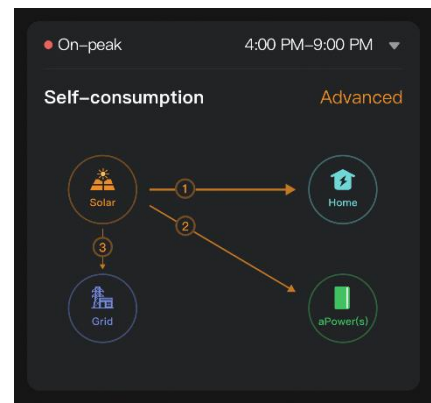 On-peak 4:00 PM-9:00 PM
Self-consumption Advanced
1
Solar Home
2
3
Grid aPower(s)